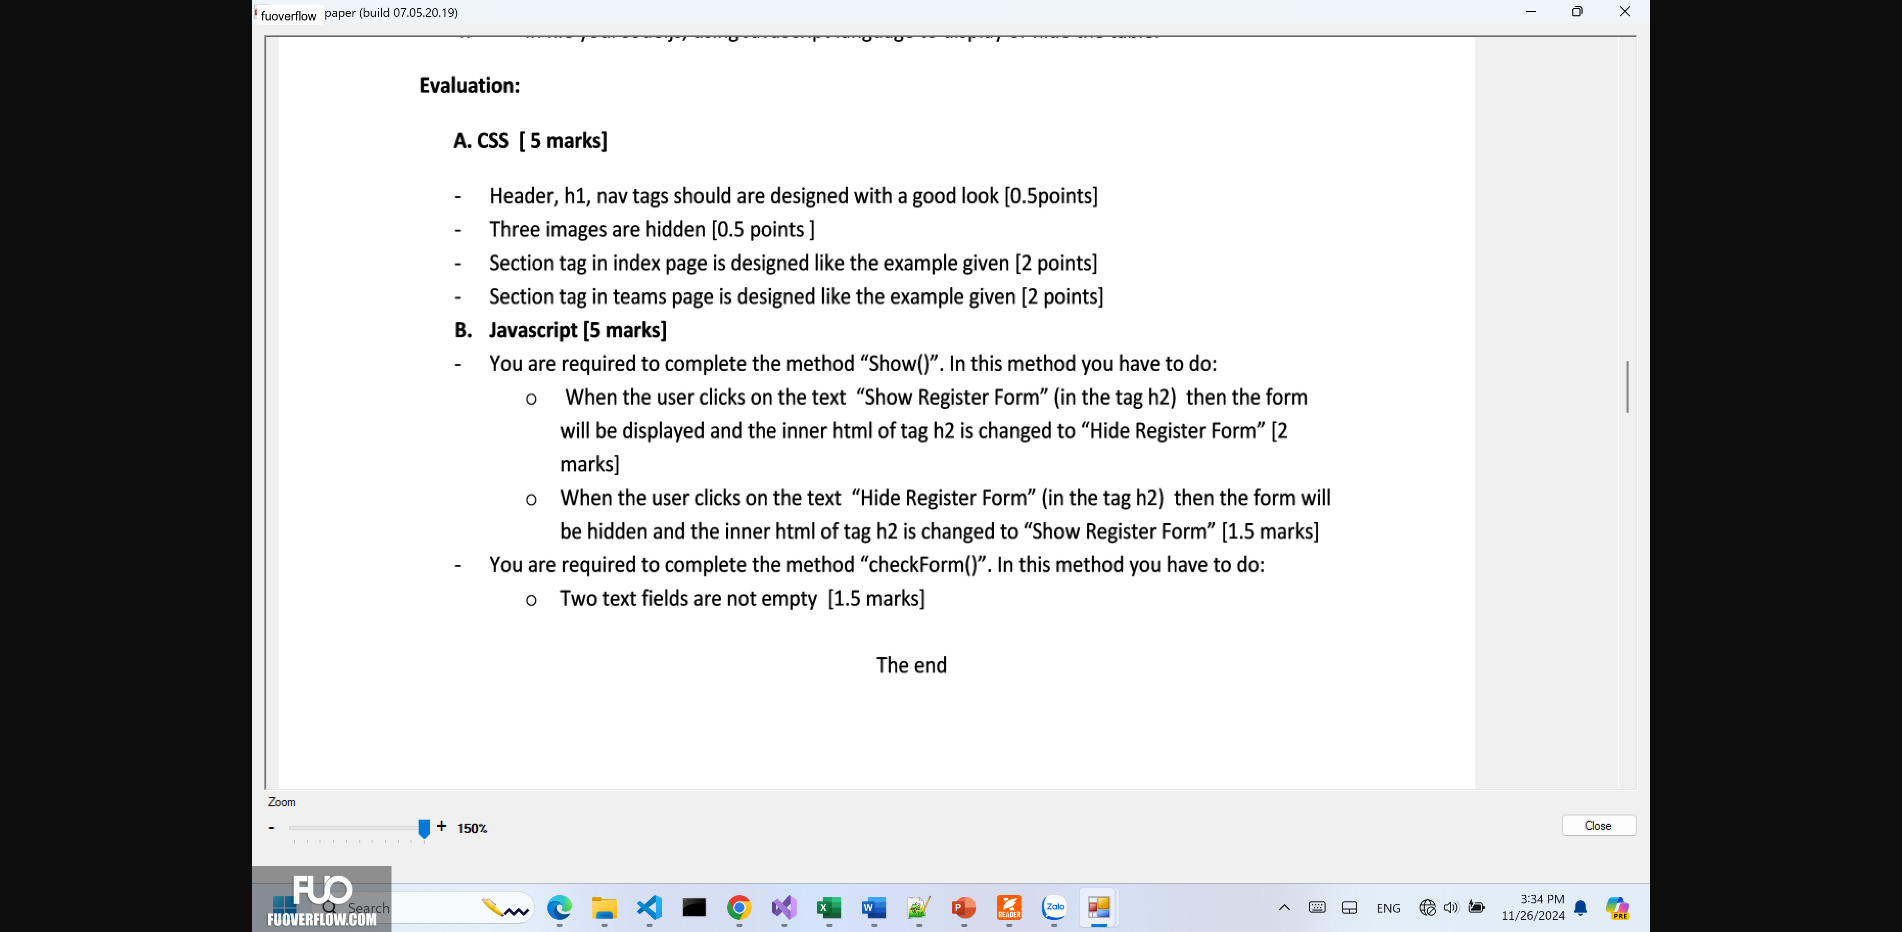 fuoverflow paper (build 07.05.20.19)
Evaluation:
A. CSS [ 5 marks]
- Header, h1, nav tags should are designed with a good look [0.5points]
- Three images are hidden [0.5 points ]
- Section tag in index page is designed like the example given [2 points]
- Section tag in teams page is designed like the example given [2 points]
B. Javascript [5 marks]
- You are required to complete the method “Show()”. In this method you have to do:
o When the user clicks on the text “Show Register Form” (in the tag h2) then the form
will be displayed and the inner html of tag h2 is changed to “Hide Register Form” [2
marks]
o When the user clicks on the text “Hide Register Form” (in the tag h2) then the form will
be hidden and the inner html of tag h2 is changed to “Show Register Form” [1.5 marks]
- You are required to complete the method “checkForm()”. In this method you have to do:
o Two text fields are not empty [1.5 marks]
The end
Zoom
- + 150%
Close
FUO
FUOVERFLOW.COM
Search
READER
Zalo
ENG
3:34 PM
11/26/2024
PRE